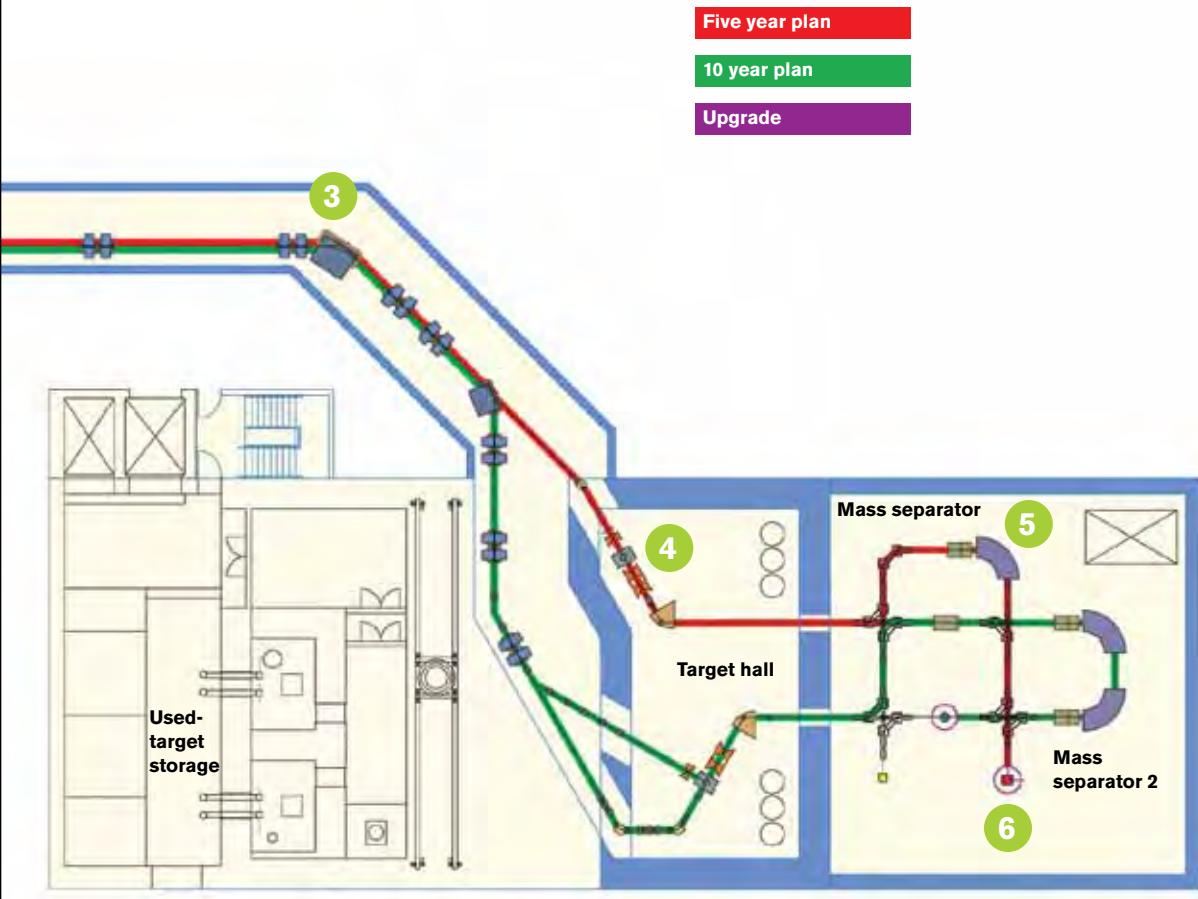 Five year plan
10 year plan
Upgrade
3
4
Mass separator
5
Target hall
Used-
target
storage
Mass
separator 2
6